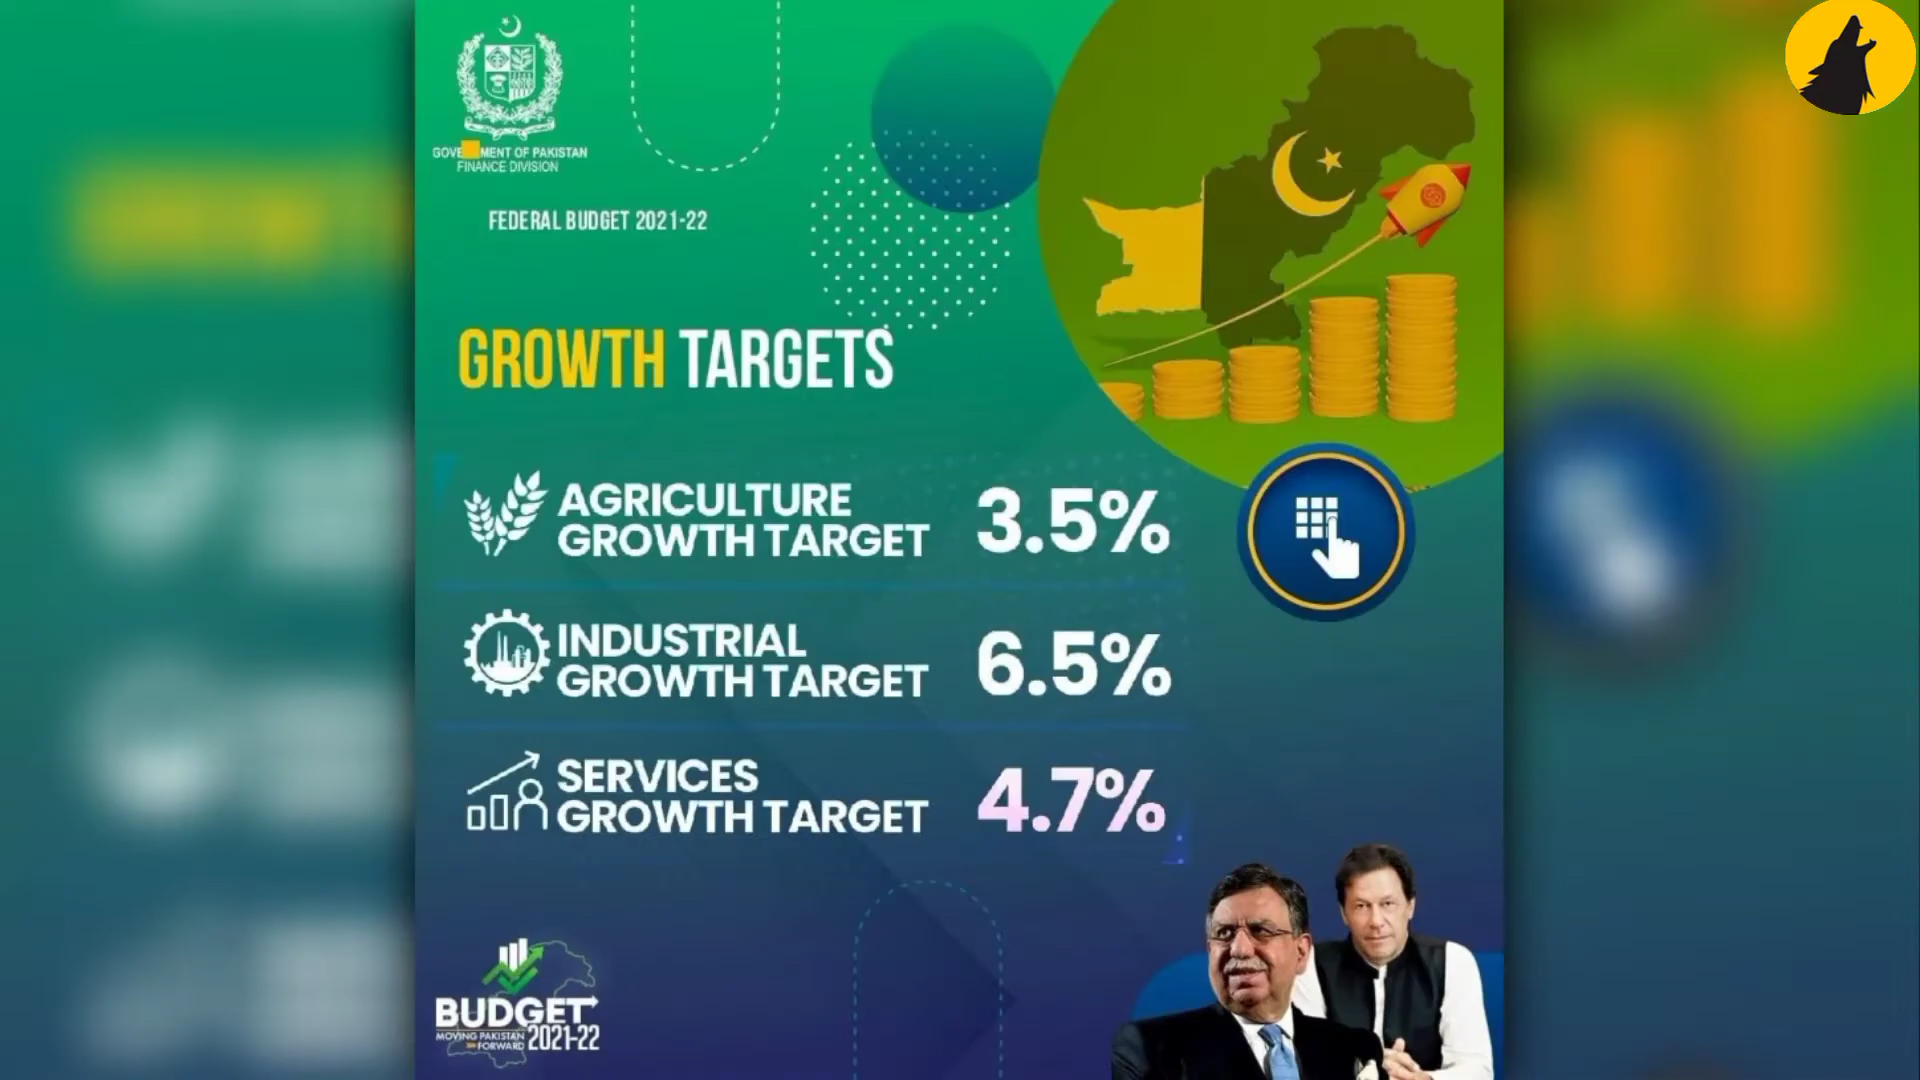 GOVE MENT OF PAKISTAN
FINANCE DIVISION
FEDERAL BUDGET 2021-22
GROWTH TARGETS
AGRICULTURE
GROWTH TARGET
3.5%
INDUSTRIAL
GROWTH TARGET
6.5%
SERVICES
GROWTH TARGET
4.7%
BUDGET
MOVING PAKISTAN
FORWARD
2021-22